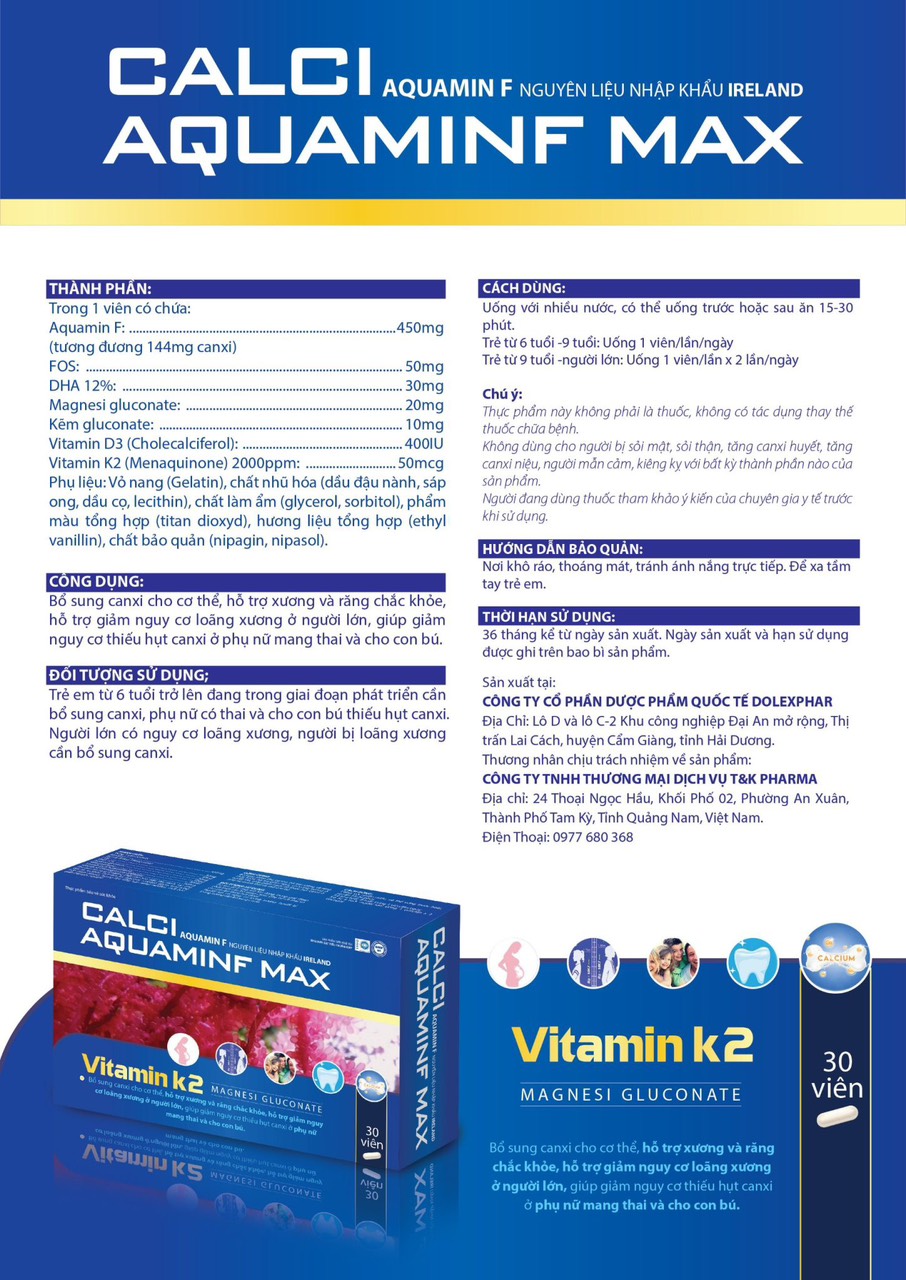 CALCI
AQUAMIN F NGUYÊN LIỆU NHẬP KHẨU IRELAND
AQUAMINF MAX
THÀNH PHẦN:
Trong 1 viên có chứa:
Aquamin F: ................................................................................450mg
(tương đương 144mg canxi)
FOS: ................................................................................................ 50mg
DHA 12%: ..................................................................................... 30mg
Magnesi gluconate: .................................................................. 20mg
Kẽm gluconate: .......................................................................... 10mg
Vitamin D3 (Cholecalciferol): ................................................. 400IU
Vitamin K2 (Menaquinone) 2000ppm: ........................... 50mcg
Phụ liệu: Vỏ nang (Gelatin), chất nhũ hóa (dầu đậu nành, sáp
ong, dầu cọ, lecithin), chất làm ẩm (glycerol, sorbitol), phẩm
màu tổng hợp (titan dioxyd), hương liệu tổng hợp (ethyl
vanillin), chất bảo quản (nipagin, nipasol).
CÔNG DỤNG:
Bổ sung canxi cho cơ thể, hỗ trợ xương và răng chắc khỏe,
hỗ trợ giảm nguy cơ loãng xương ở người lớn, giúp giảm
nguy cơ thiếu hụt canxi ở phụ nữ mang thai và cho con bú.
ĐỐI TƯỢNG SỬ DỤNG;
Trẻ em từ 6 tuổi trở lên đang trong giai đoạn phát triển cần
bổ sung canxi, phụ nữ có thai và cho con bú thiếu hụt canxi.
Người lớn có nguy cơ loãng xương, người bị loãng xương
cần bổ sung canxi.
CÁCH DÙNG:
Uống với nhiều nước, có thể uống trước hoặc sau ăn 15-30
phút.
Trẻ từ 6 tuổi -9 tuổi: Uống 1 viên/lần/ngày
Trẻ từ 9 tuổi -người lớn: Uống 1 viên/lần x 2 lần/ngày
Chú ý:
Thực phẩm này không phải là thuốc, không có tác dụng thay thế
thuốc chữa bệnh.
Không dùng cho người bị sỏi mật, sỏi thận, tăng canxi huyết, tăng
canxi niệu, người mẫn cảm, kiêng kỵ với bất kỳ thành phần nào của
sản phẩm.
Người đang dùng thuốc tham khảo ý kiến của chuyên gia y tế trước
khi sử dụng.
HƯỚNG DẪN BẢO QUẢN:
Nơi khô ráo, thoáng mát, tránh ánh nắng trực tiếp. Để xa tầm
tay trẻ em.
THỜI HẠN SỬ DỤNG:
36 tháng kể từ ngày sản xuất. Ngày sản xuất và hạn sử dụng
được ghi trên bao bì sản phẩm.
Sản xuất tại:
CÔNG TY CỔ PHẦN DƯỢC PHẨM QUỐC TẾ DOLEXPHAR
Địa Chỉ: Lô D và lô C-2 Khu công nghiệp Đại An mở rộng, Thị
trấn Lai Cách, huyện Cẩm Giàng, tỉnh Hải Dương.
Thương nhân chịu trách nhiệm về sản phẩm:
CÔNG TY TNHH THƯƠNG MẠI DỊCH VỤ T&K PHARMA
Địa chỉ: 24 Thoại Ngọc Hầu, Khối Phố 02, Phường An Xuân,
Thành Phố Tam Kỳ, Tỉnh Quảng Nam, Việt Nam.
Điện Thoại: 0977 680 368
CALCI
AQUAMIN F NGUYÊN LIỆU NHẬP KHẨU IRELAND
AQUAMINF MAX
Vitamin k2
MAGNESI GLUCONATE
Bổ sung canxi cho cơ thể, hỗ trợ xương và răng chắc khỏe, hỗ trợ giảm nguy
cơ loãng xương ở người lớn, giúp giảm nguy cơ thiếu hụt canxi ở phụ nữ
mang thai và cho con bú.
30
viên
CALCI
AQUAMIN F NGUYÊN LIỆU NHẬP KHẨU IRELAND
AQUAMINF MAX
CALCIUM
Vitamin k2
MAGNESI GLUCONATE
30
viên
Bổ sung canxi cho cơ thể, hỗ trợ xương và răng
chắc khỏe, hỗ trợ giảm nguy cơ loãng xương
ở người lớn, giúp giảm nguy cơ thiếu hụt canxi
ở phụ nữ mang thai và cho con bú.